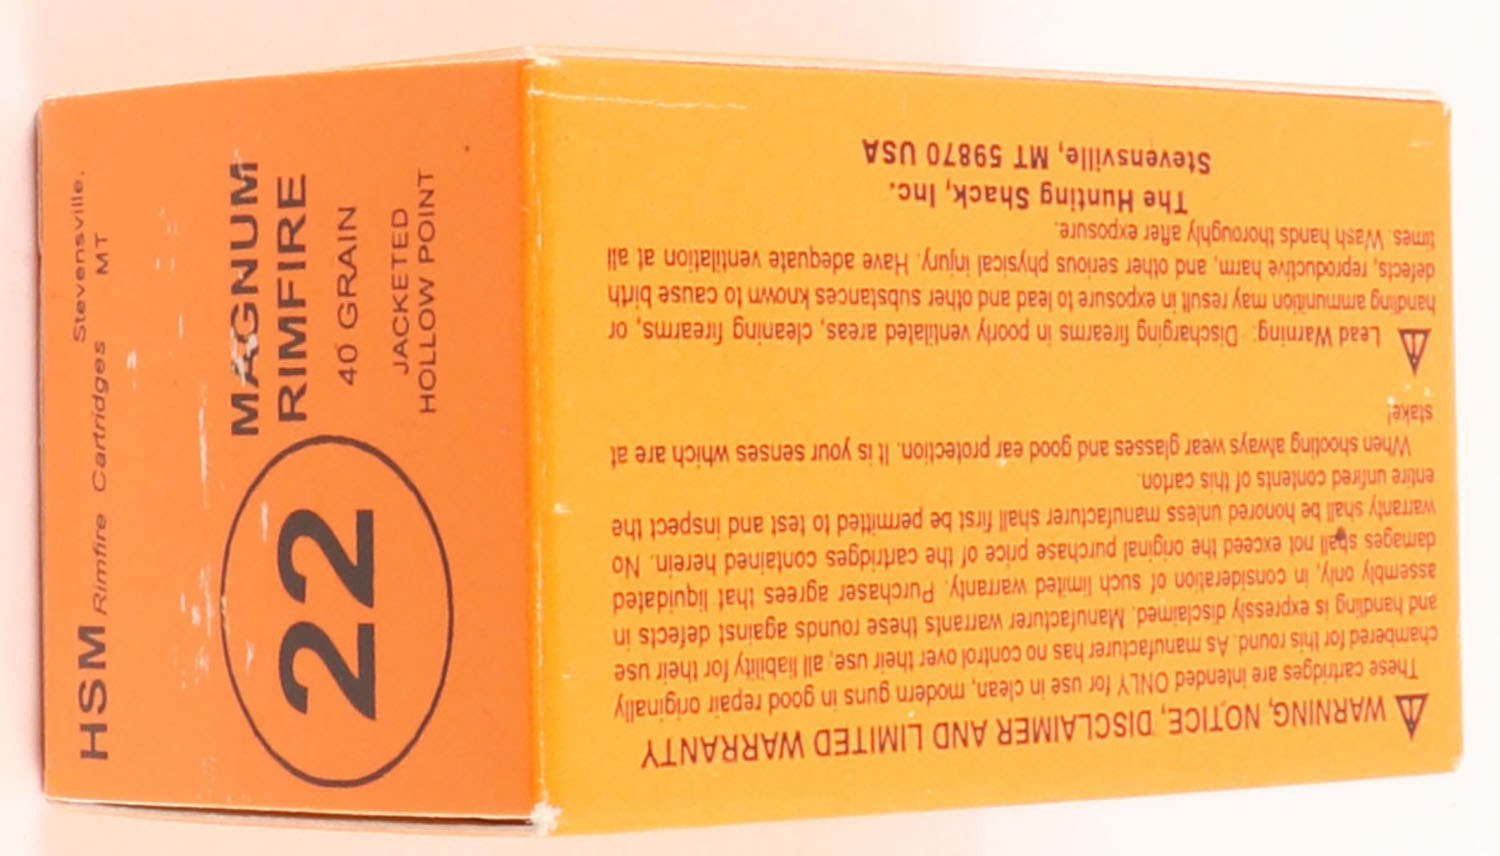 HSM Rimfire Cartridges Stevensville, MT
22
MAGNUM
RIMFIRE
40 GRAIN
JACKETED
HOLLOW POINT
WARNING, NOTICE, DISCLAIMER AND LIMITED WARRANTY
These cartridges are intended ONLY for use in clean, modern guns in good repair originally
chambered for this round. As manufacturer has no control over their use, all liability for their use
and handling is expressly disclaimed. Manufacturer warrants these rounds against defects in
assembly only, in consideration of such limited warranty. Purchaser agrees that liquidated
damages shall not exceed the original purchase price of the cartridges contained herein. No
warranty shall be honored unless manufacturer shall first be permitted to test and inspect the
entire unfired contents of this carton.
When shooting always wear glasses and good ear protection. It is your senses which are at
stake!
Lead Warning: Discharging firearms in poorly ventilated areas, cleaning firearms, or
handling ammunition may result in exposure to lead and other substances known to cause birth
defects, reproductive harm, and other serious physical injury. Have adequate ventilation at all
times. Wash hands thoroughly after exposure.
The Hunting Shack, Inc.
Stevensville, MT 59870 USA